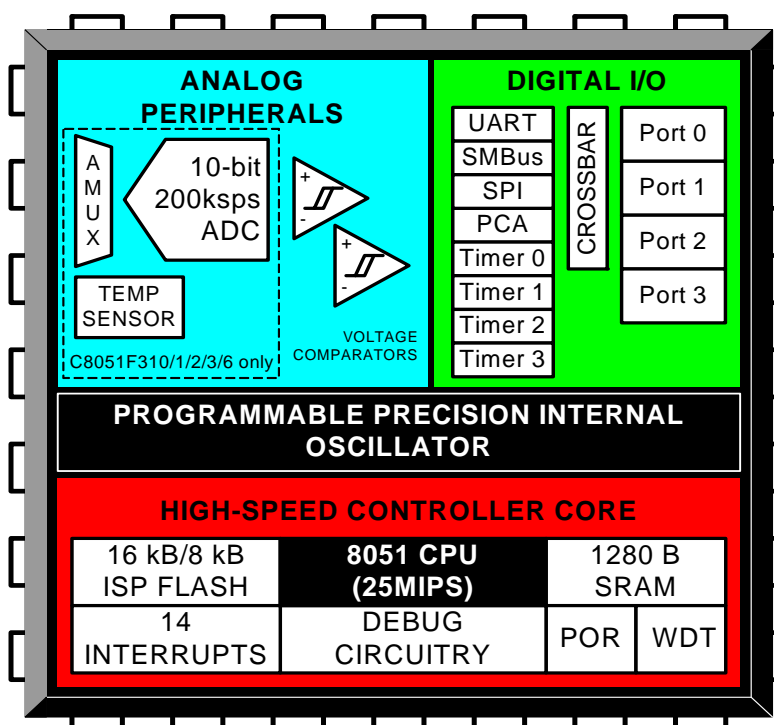 ANALOG
PERIPHERALS
A
M
U
X
10-bit
200ksps
ADC
+
-
+
-
TEMP
SENSOR
VOLTAGE
COMPARATORS
C8051F310/1/2/3/6 only
DIGITAL I/O
UART
SMBus
SPI
PCA
Timer 0
Timer 1
Timer 2
Timer 3
CROSSBAR
Port 0
Port 1
Port 2
Port 3
PROGRAMMABLE PRECISION INTERNAL
OSCILLATOR
HIGH-SPEED CONTROLLER CORE
16 kB/8 kB
ISP FLASH
8051 CPU
(25MIPS)
1280 B
SRAM
14
INTERRUPTS
DEBUG
CIRCUITRY
POR
WDT